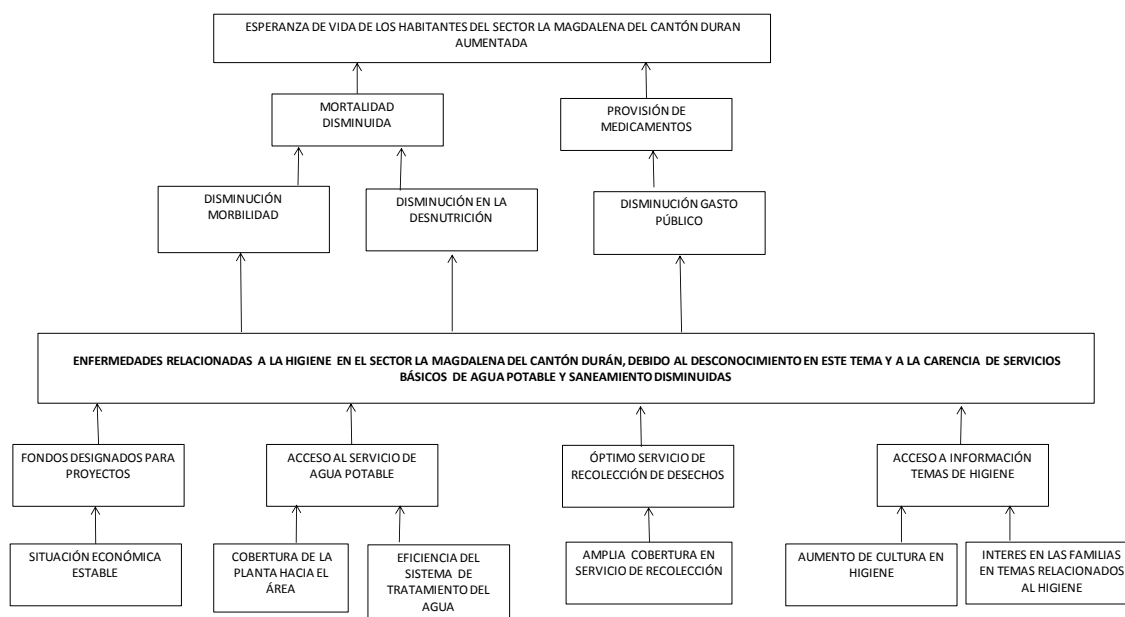 ESPERANZA DE VIDA DE LOS HABITANTES DEL SECTOR LA MAGDALENA DEL CANTÓN DURAN
AUMENTADA
MORTALIDAD
DISMINUIDA
PROVISIÓN DE
MEDICAMENTOS
DISMINUCIÓN
MORBILIDAD
DISMINUCIÓN EN LA
DESNUTRICIÓN
DISMINUCIÓN GASTO
PÚBLICO
ENFERMEDADES RELACIONADAS A LA HIGIENE EN EL SECTOR LA MAGDALENA DEL CANTÓN DURÁN, DEBIDO AL DESCONOCIMIENTO EN ESTE TEMA Y A LA CARENCIA DE SERVICIOS
BÁSICOS DE AGUA POTABLE Y SANEAMIENTO DISMINUIDAS
FONDOS DESIGNADOS PARA
PROYECTOS
ACCESO AL SERVICIO DE
AGUA POTABLE
ÓPTIMO SERVICIO DE
RECOLECCIÓN DE DESECHOS
ACCESO A INFORMACIÓN
TEMAS DE HIGIENE
SITUACIÓN ECONÓMICA
ESTABLE
COBERTURA DE LA
PLANTA HACIA EL
ÁREA
EFICIENCIA DEL
SISTEMA DE
TRATAMIENTO DEL
AGUA
AMPLIA COBERTURA EN
SERVICIO DE RECOLECCIÓN
AUMENTO DE CULTURA EN
HIGIENE
INTERES EN LAS FAMILIAS
EN TEMAS RELACIONADOS
AL HIGIENE